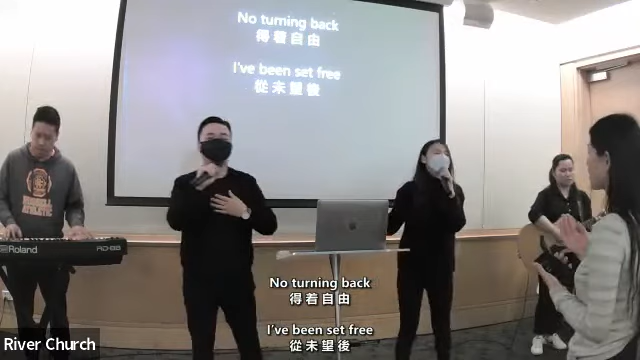 No turning back
得着自由
I've been set free
從未望後
Roland
No turning back
得着自由
I've been set free
從未望後
River Church